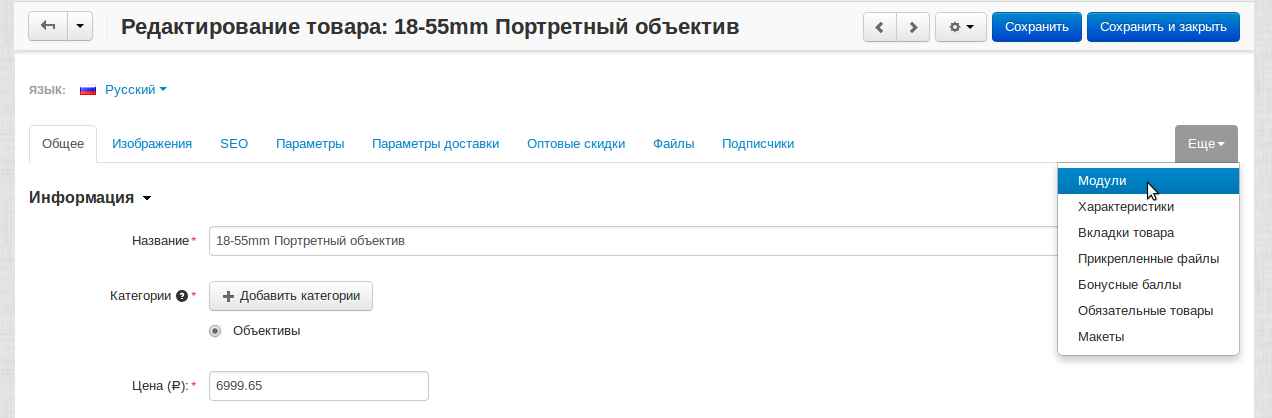 Редактирование товара: 18-55mm Портретный объектив
Сохранить
Сохранить и закрыть
ЯЗЫК: Русский
Общее Изображения SEO Параметры Параметры доставки Оптовые скидки Файлы Подписчики Еще
Модули
Характеристики
Вкладки товара
Прикрепленные файлы
Бонусные баллы
Обязательные товары
Макеты
Информация
Название* 18-55mm Портретный объектив
Категории ?* Добавить категории
Объективы
Цена (₽):* 6999.65